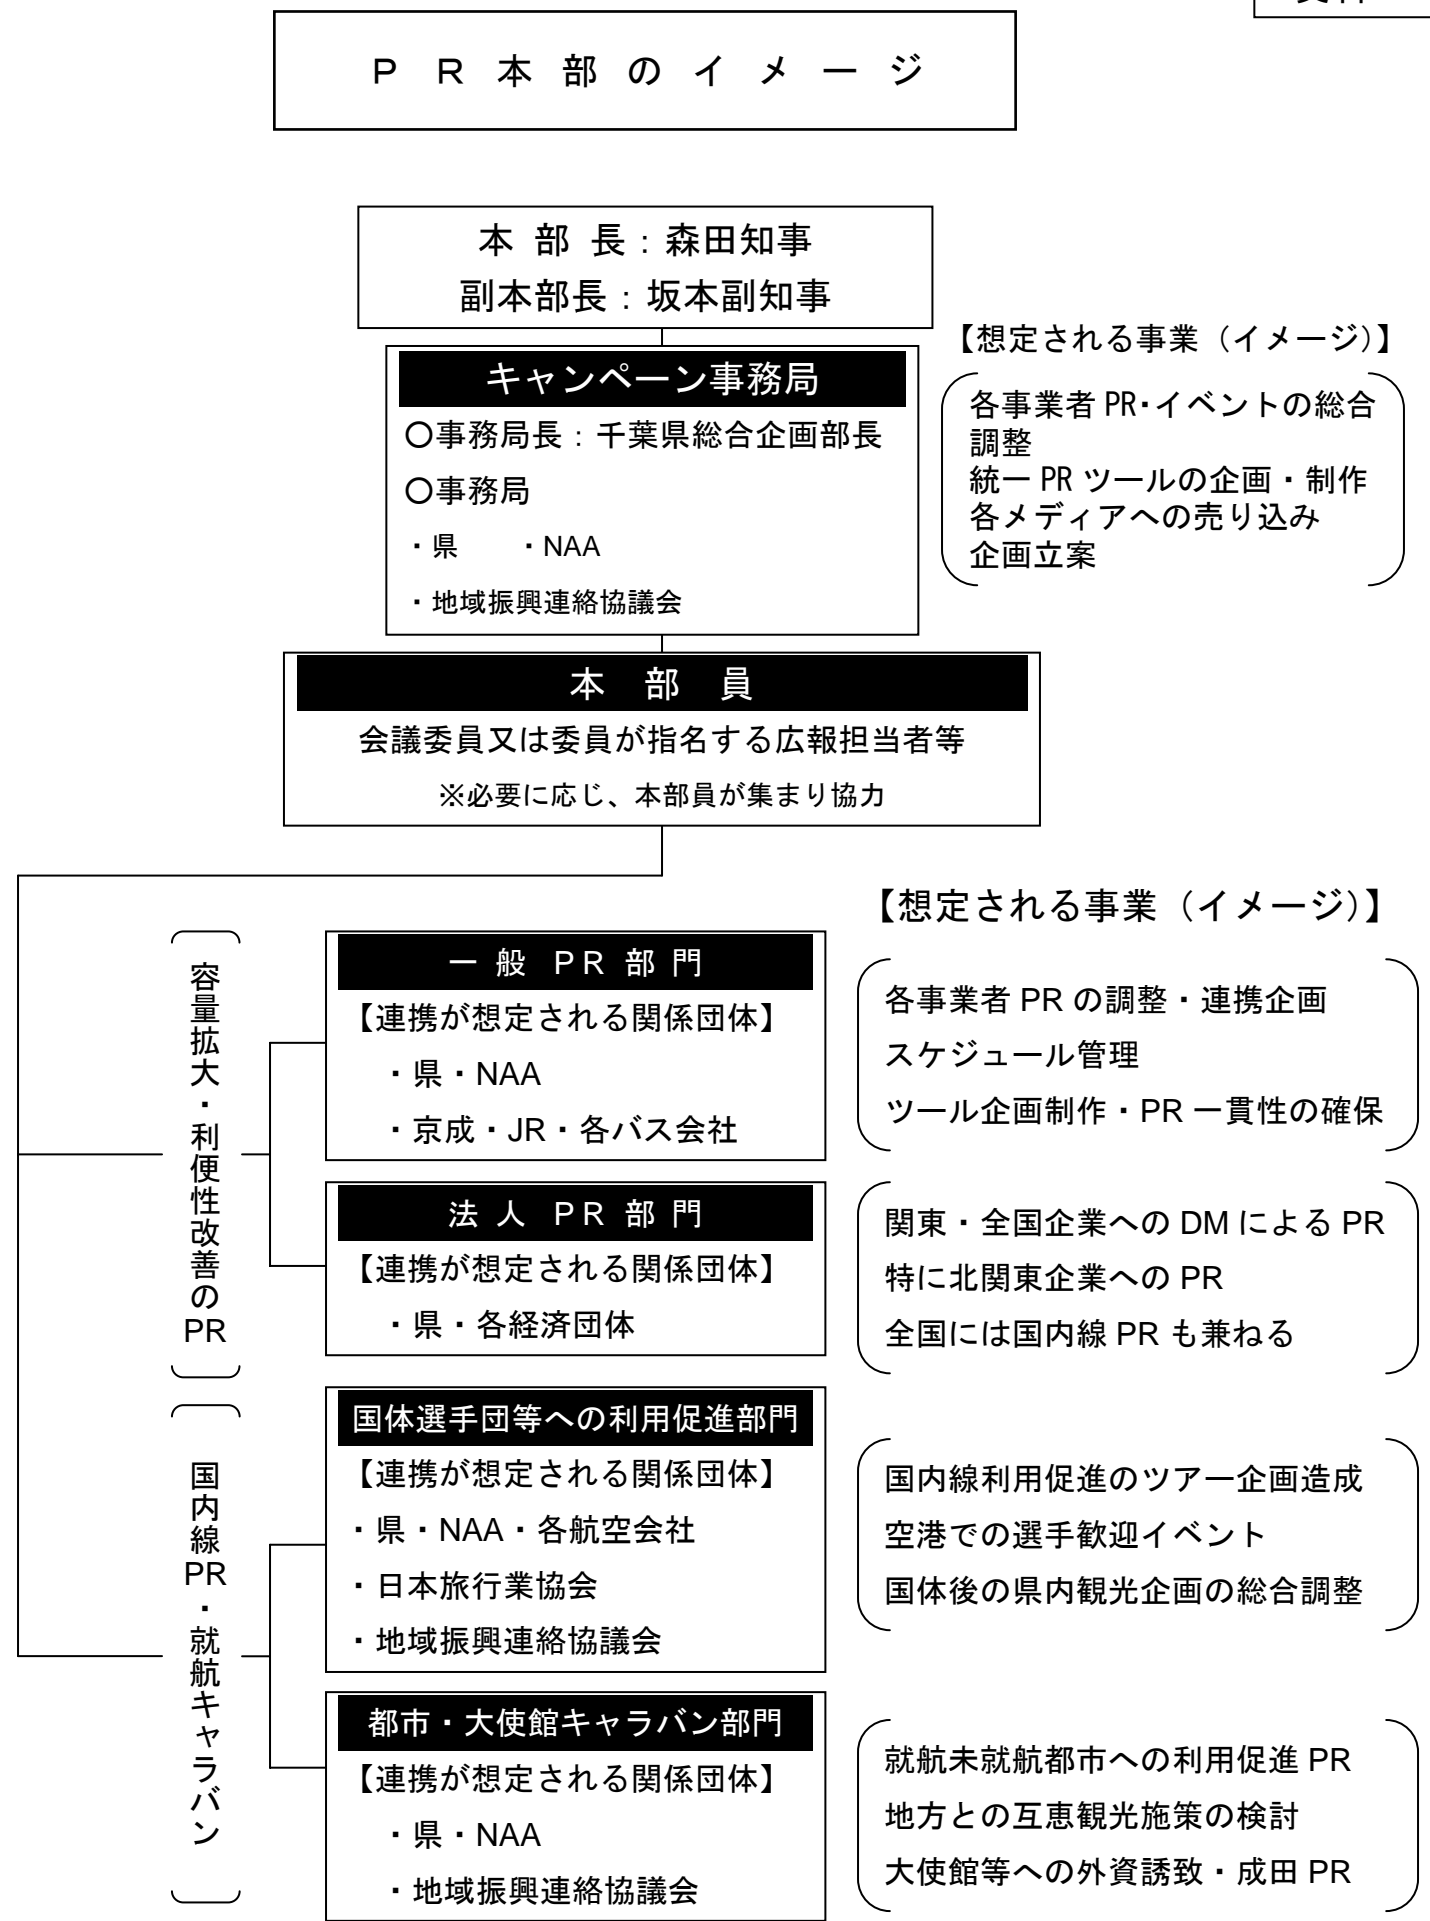 ＰＲ本部のイメージ
本部長：森田知事
副本部長：坂本副知事
【想定される事業（イメージ）】
キャンペーン事務局
○事務局長：千葉県総合企画部長
○事務局
・県　・NAA
・地域振興連絡協議会
各事業者 PR・イベントの総合
調整
統一 PR ツールの企画・制作
各メディアへの売り込み
企画立案
本部員
会議委員又は委員が指名する広報担当者等
※必要に応じ、本部員が集まり協力
【想定される事業（イメージ）】
容量拡大・利便性改善のPR
一般 PR 部門
【連携が想定される関係団体】
・県・NAA
・京成・JR・各バス会社
各事業者 PR の調整・連携企画
スケジュール管理
ツール企画制作・PR 一貫性の確保
法人 PR 部門
【連携が想定される関係団体】
・県・各経済団体
関東・全国企業への DM による PR
特に北関東企業への PR
全国には国内線 PR も兼ねる
国内線PR・就航キャラバン
国体選手団等への利用促進部門
【連携が想定される関係団体】
・県・NAA・各航空会社
・日本旅行業協会
・地域振興連絡協議会
国内線利用促進のツアー企画造成
空港での選手歓迎イベント
国体後の県内観光企画の総合調整
都市・大使館キャラバン部門
【連携が想定される関係団体】
・県・NAA
・地域振興連絡協議会
就航未就航都市への利用促進 PR
地方との互恵観光施策の検討
大使館等への外資誘致・成田 PR